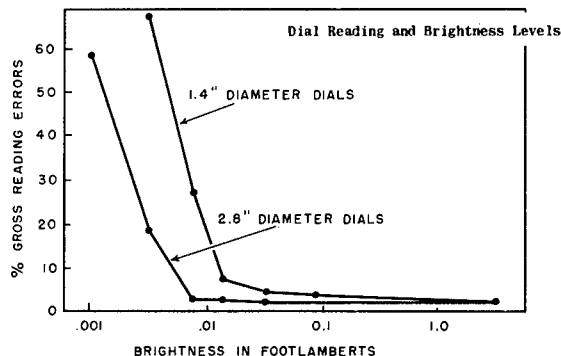 Dial Reading and Brightness Levels
60
50
40
30
20
10
0
% GROSS READING ERRORS
1.4" DIAMETER DIALS
2.8" DIAMETER DIALS
.001
.01
0.1
1.0
BRIGHTNESS IN FOOTLAMBERTS